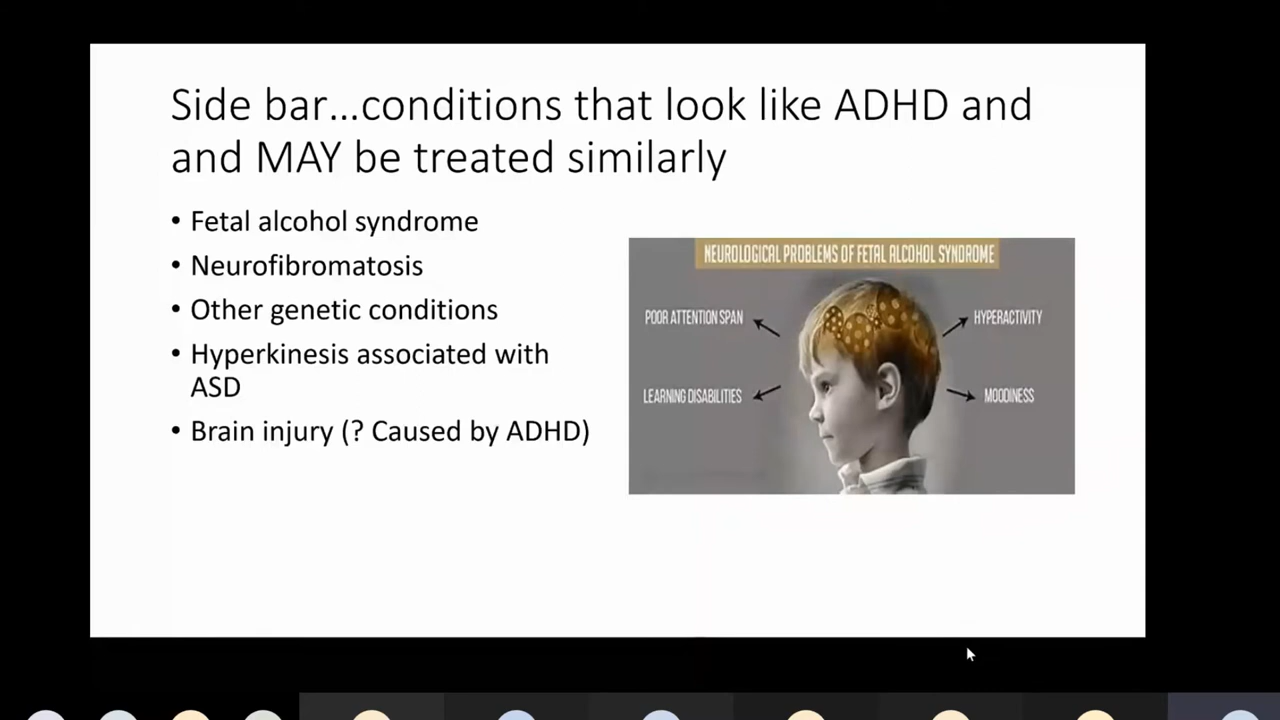 Side bar...conditions that look like ADHD and
and MAY be treated similarly
• Fetal alcohol syndrome
• Neurofibromatosis
• Other genetic conditions
• Hyperkinesis associated with
ASD
• Brain injury (? Caused by ADHD)
NEUROLOGICAL PROBLEMS OF FETAL ALCOHOL SYNDROME
POOR ATTENTION SPAN
HYPERACTIVITY
LEARNING DISABILITIES
MOODINESS